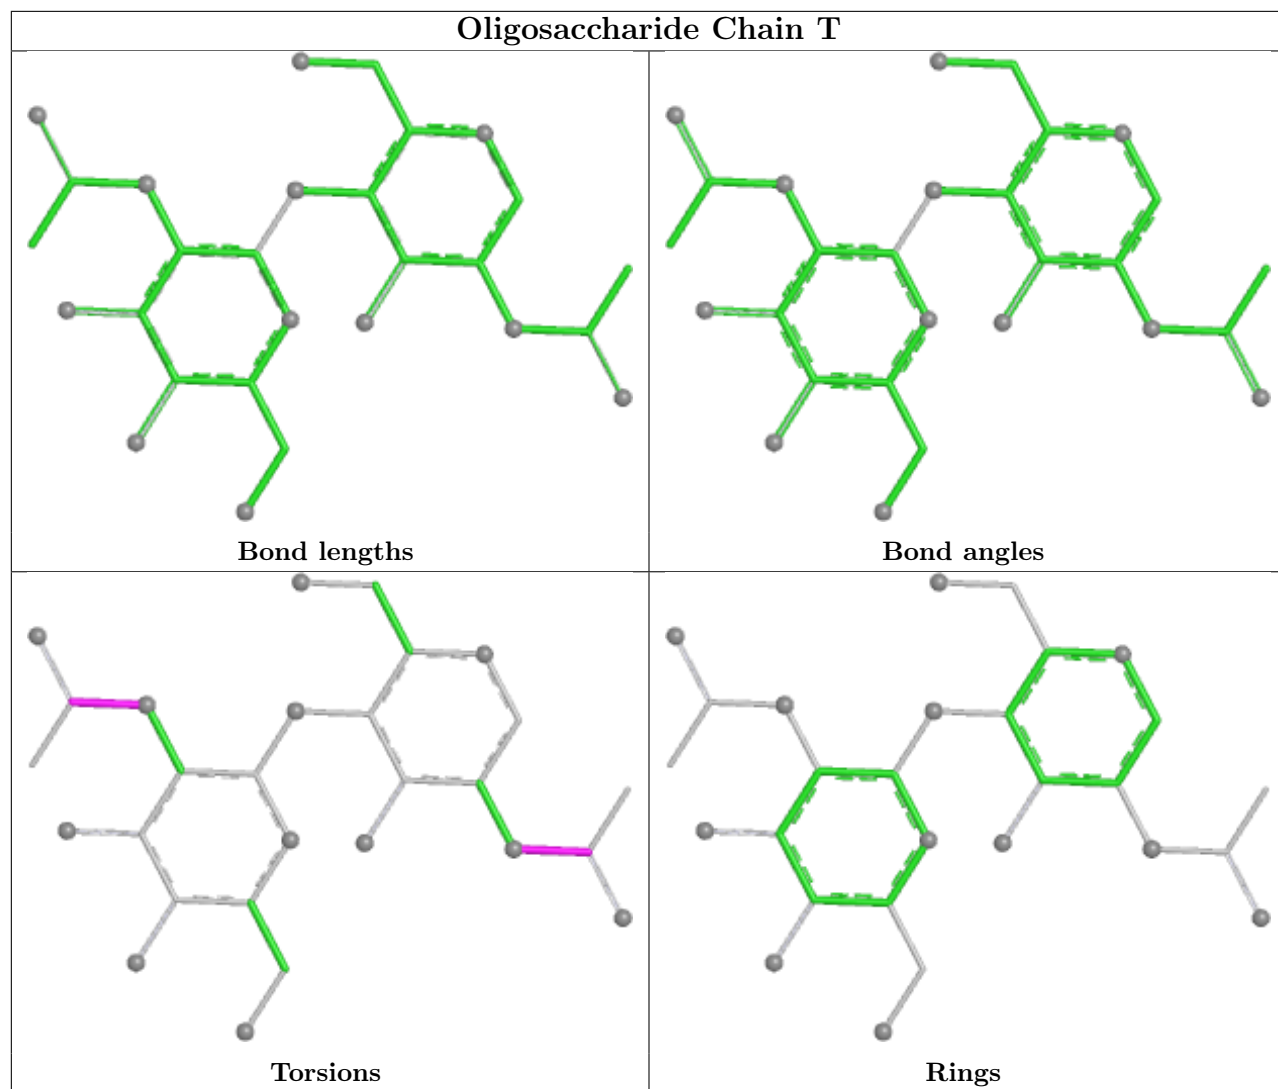 Oligosaccharide Chain T
Bond lengths
Bond angles
Torsions
Rings